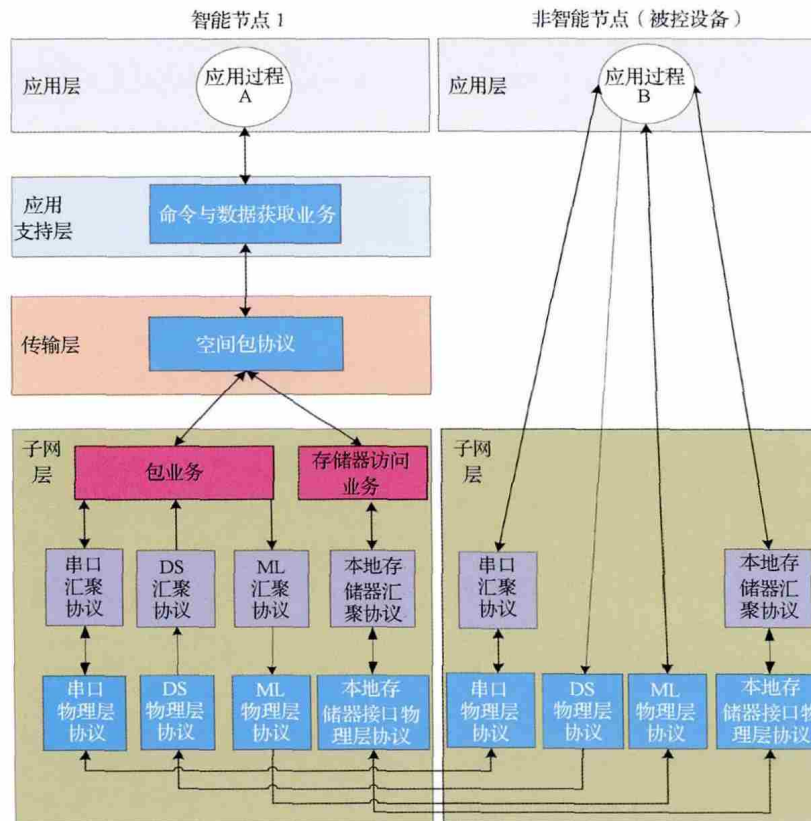 智能节点 1
非智能节点（被控设备）
应用层
应用过程
A
应用层
应用过程
B
应用
支持层
命令与数据获取业务
传输层
空间包协议
子网
层
包业务
存储器访问
业务
串口
汇聚
协议
DS
汇聚
协议
ML
汇聚
协议
本地存
储器汇
聚协议
串口
物理层
协议
DS
物理层
协议
ML
物理层
协议
本地存
储器接口物
理层协议
子网
层
串口
汇聚
协议
本地存
储器汇
聚协议
串口
物理层
协议
DS
物理层
协议
ML
物理层
协议
本地存
储器接口物
理层协议